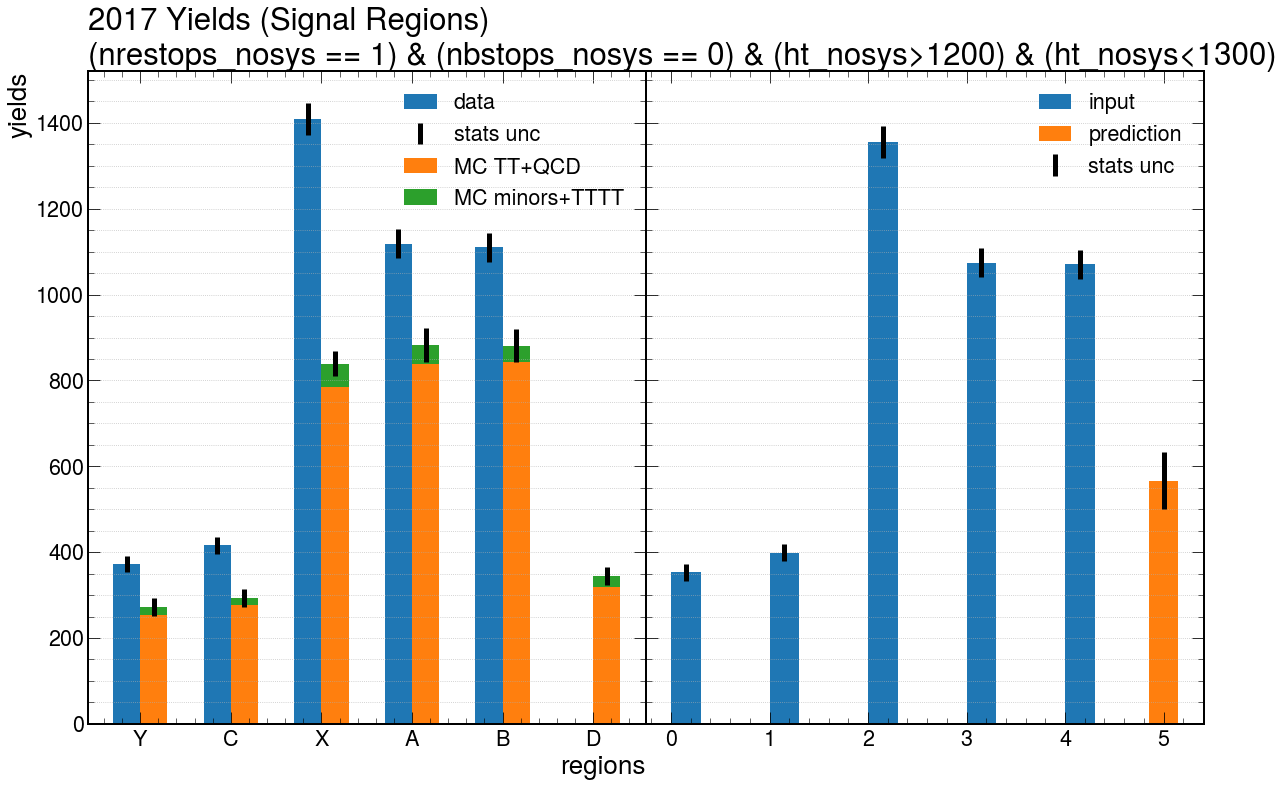 2017 Yields (Signal Regions)
(nrestops_nosys == 1) & (nbstops_nosys == 0) & (ht_nosys>1200) & (ht_nosys<1300)
yields
1400
1200
1000
800
600
400
200
0
data
stats unc
MC TT+QCD
MC minors+TTTT
Y C X A B D
regions
input
prediction
stats unc
0 1 2 3 4 5